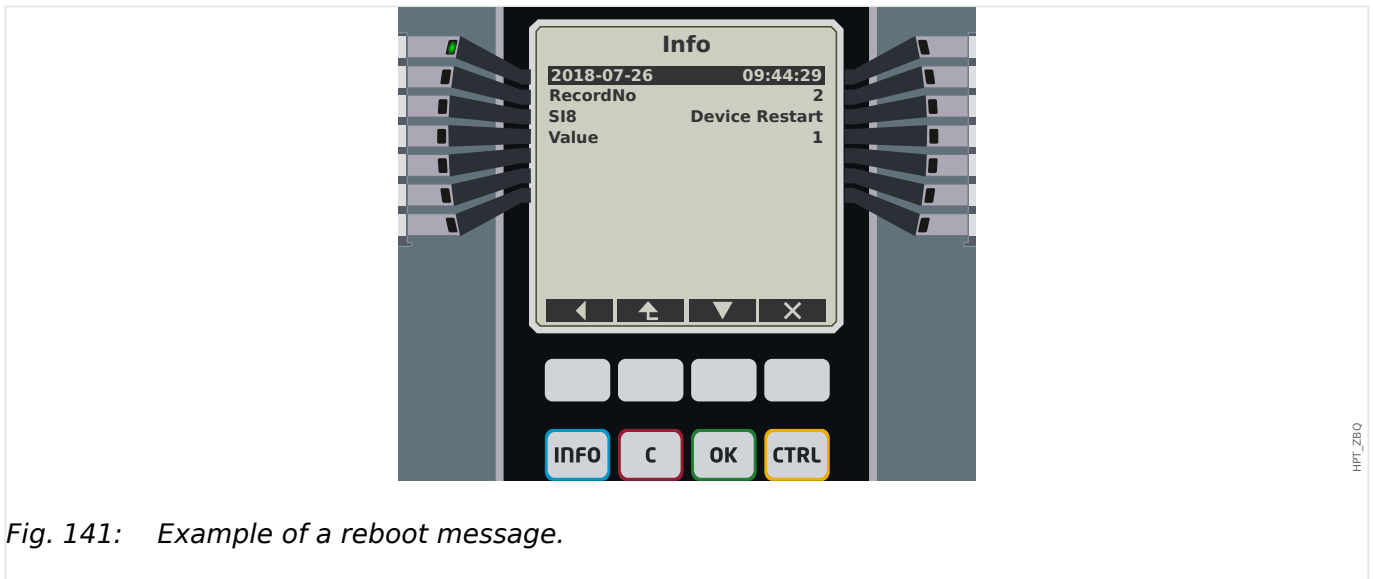 Info
2018-07-26 09:44:29
RecordNo 2
SI8 Device Restart
Value 1
INFO C OK CTRL
HPT_ZBQ
Fig. 141: Example of a reboot message.